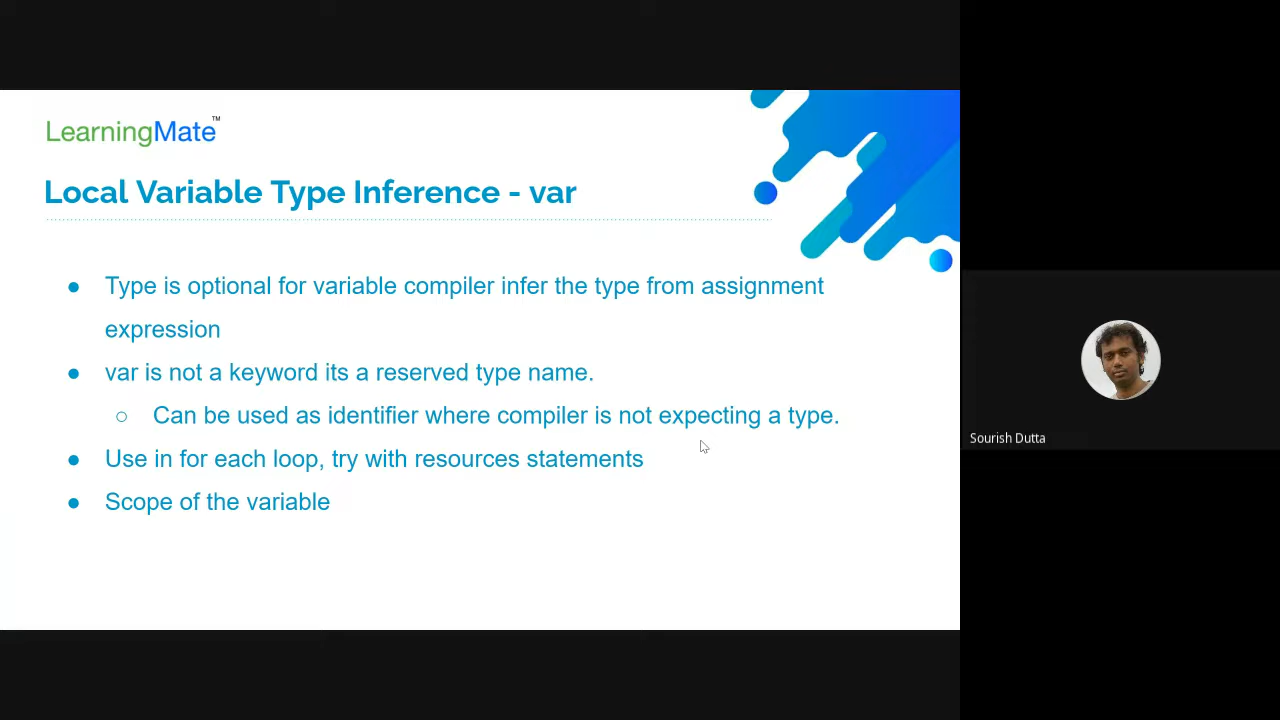 LearningMate™
Local Variable Type Inference - var
● Type is optional for variable compiler infer the type from assignment
expression
● var is not a keyword its a reserved type name.
○ Can be used as identifier where compiler is not expecting a type.
● Use in for each loop, try with resources statements
● Scope of the variable
Sourish Dutta